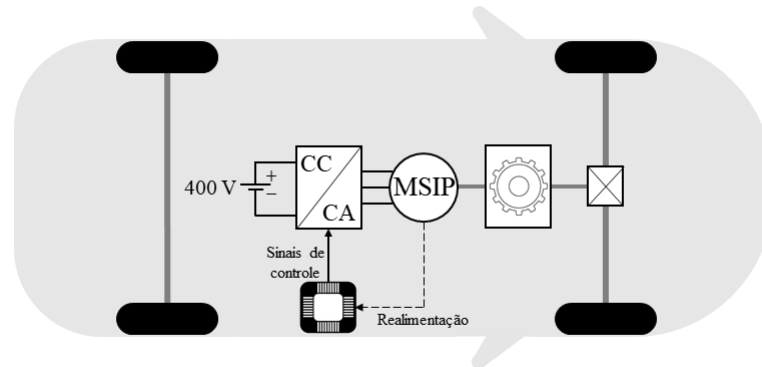 400 V
+
−
CC
CA
MSIP
Sinais de
controle
Realimentação